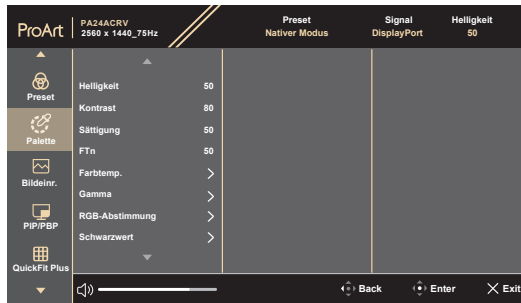 ProArt
PA24ACRV
2560 x 1440_75Hz
Preset
Nativer Modus
Signal
DisplayPort
Helligkeit
50
Preset
Palette
Bildeinr.
PIP/PBP
QuickFit Plus
Helligkeit 50
Kontrast 80
Sättigung 50
FTn 50
Farbtemp.
Gamma
RGB-Abstimmung
Schwarzwert
Back
Enter
Exit